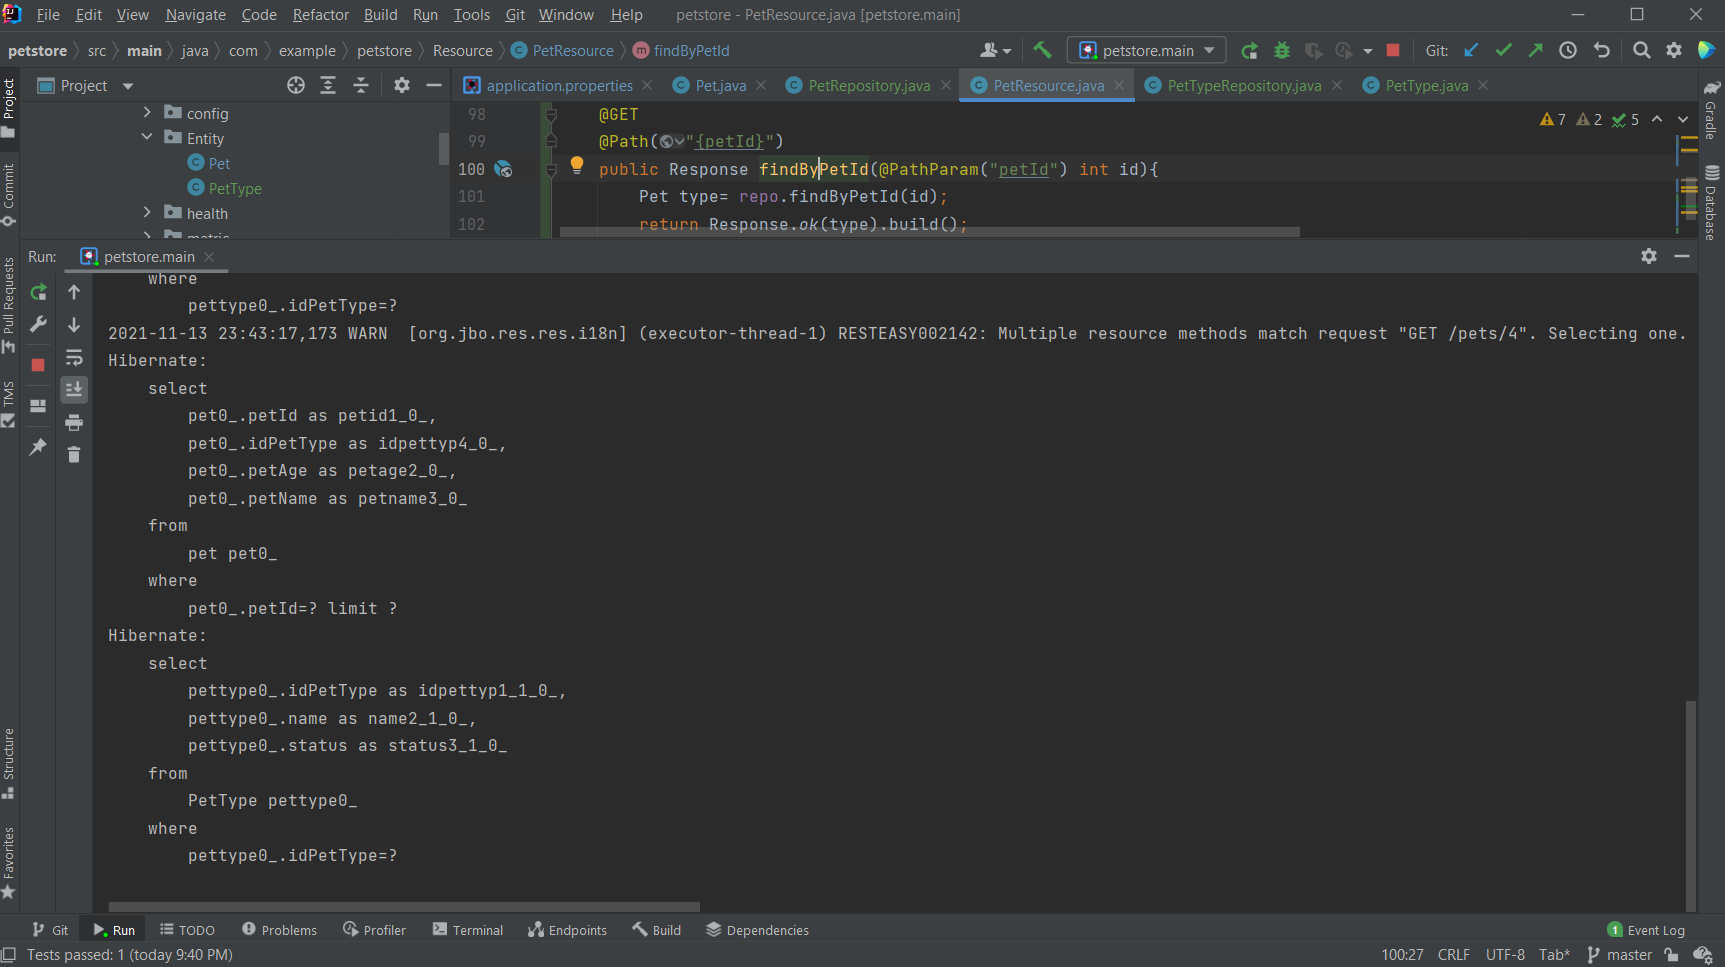 File Edit View Navigate Code Refactor Build Run Tools Git Window Help petstore - PetResource.java [petstore.main]
petstore src main java com example petstore Resource PetResource findByPetId petstore.main Git:
Project application.properties Pet.java PetRepository.java PetResource.java PetTypeRepository.java PetType.java
config
Entity
Pet
PetType
health
metric
98 @GET
99 @Path("{petId}")
100 public Response findByPetId(@PathParam("petId") int id){
101 Pet type= repo.findByPetId(id);
102 return Response.ok(type).build();
7 2 5
Run: petstore.main
where
pettype0_.idPetType=?
2021-11-13 23:43:17,173 WARN [org.jbo.res.res.i18n] (executor-thread-1) RESTEASY002142: Multiple resource methods match request "GET /pets/4". Selecting one.
Hibernate:
select
pet0_.petId as petid1_0_,
pet0_.idPetType as idpettyp4_0_,
pet0_.petAge as petage2_0_,
pet0_.petName as petname3_0_
from
pet pet0_
where
pet0_.petId=? limit ?
Hibernate:
select
pettype0_.idPetType as idpettyp1_1_0_,
pettype0_.name as name2_1_0_,
pettype0_.status as status3_1_0_
from
PetType pettype0_
where
pettype0_.idPetType=?
Project
Commit
Pull Requests
TMS
Structure
Favorites
Gradle
Database
Git Run TODO Problems Profiler Terminal Endpoints Build Dependencies 1 Event Log
Tests passed: 1 (today 9:40 PM) 100:27 CRLF UTF-8 Tab* master